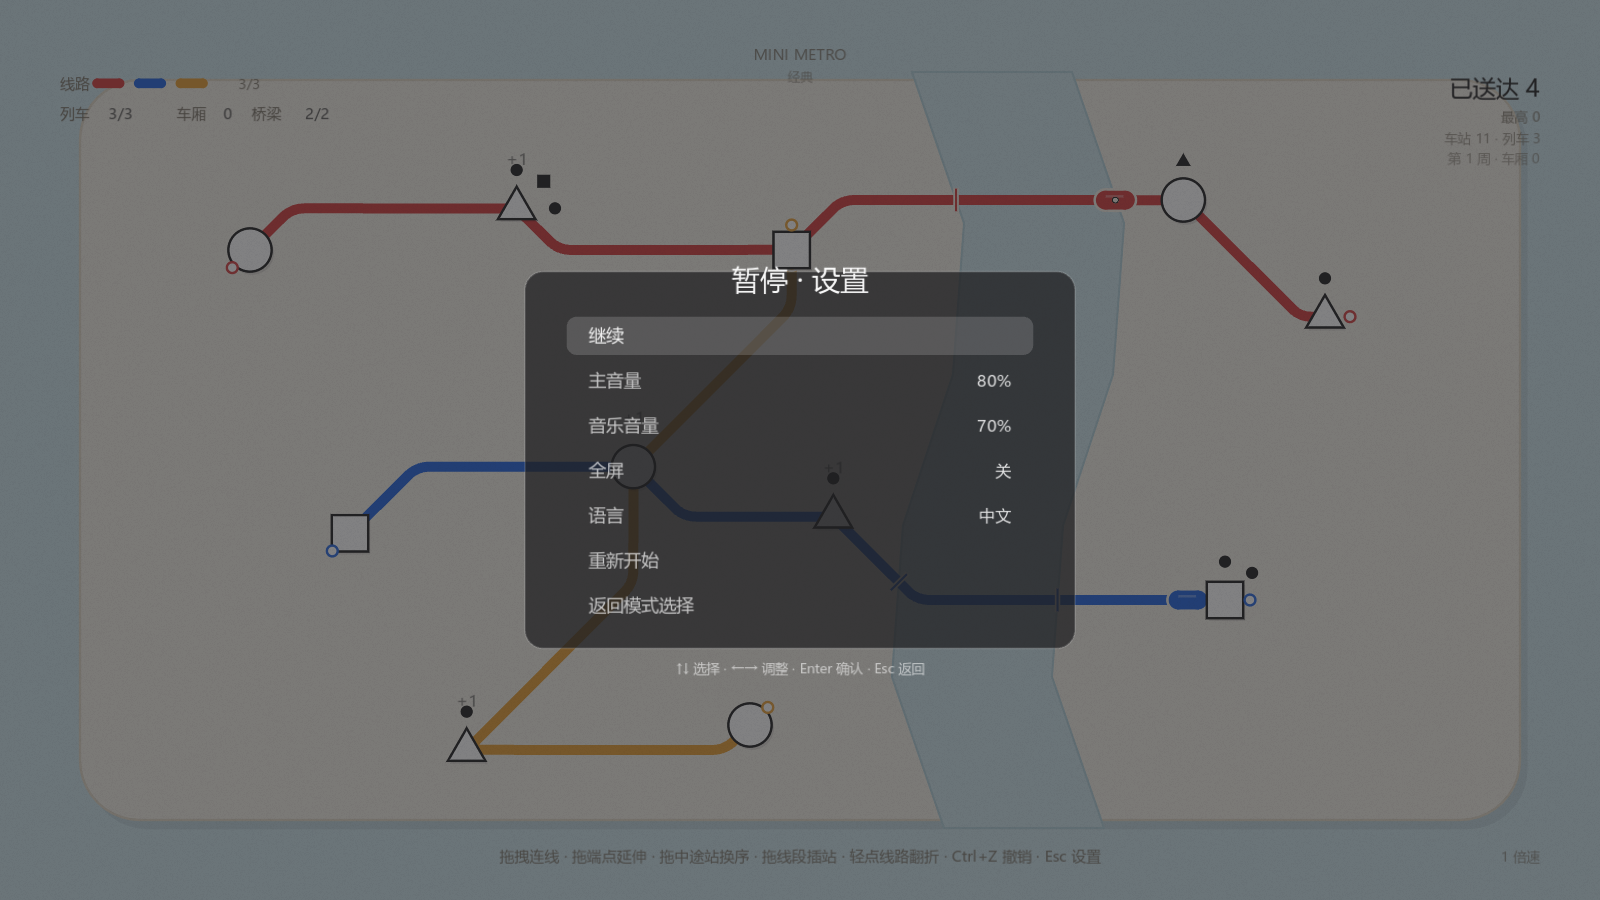 MINI METRO
经典
线路 3/3
列车 3/3 车厢 0 桥梁 2/2
已送达 4
最高 0
车站 11 · 列车 3
第 1 周 · 车厢 0
+1
暂停 · 设置
继续
主音量 80%
音乐音量 70%
全屏 关
+1
语言 中文
重新开始
返回模式选择
↑↓ 选择 · ←→ 调整 · Enter 确认 · Esc 返回
+1
拖拽连线 · 拖端点延伸 · 拖中途站换序 · 拖线段插站 · 轻点线路翻折 · Ctrl+Z 撤销 · Esc 设置
1 倍速